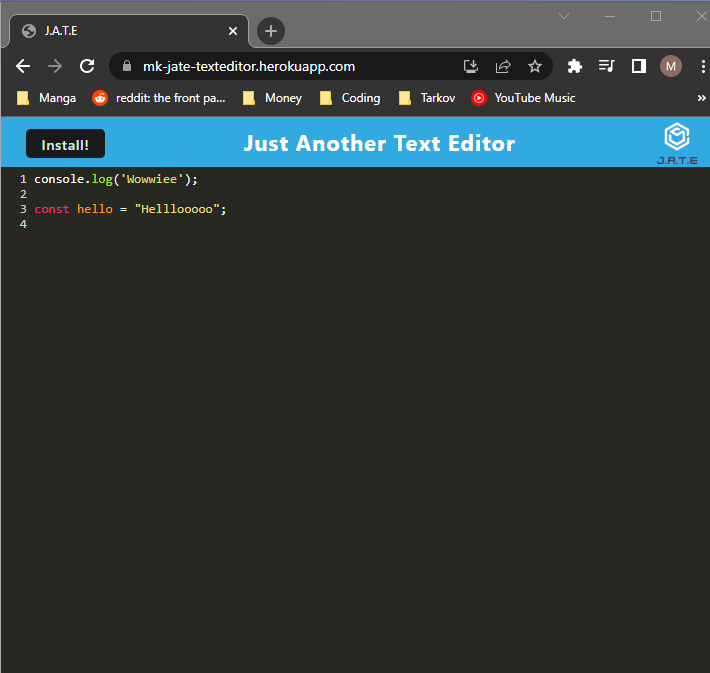 J.A.T.E
mk-jate-texteditor.herokuapp.com
M
Manga reddit: the front pa... Money Coding Tarkov YouTube Music »
Install! Just Another Text Editor J.A.T.E
1 console.log('Wowwiee');
2
3 const hello = "Helllooooo";
4